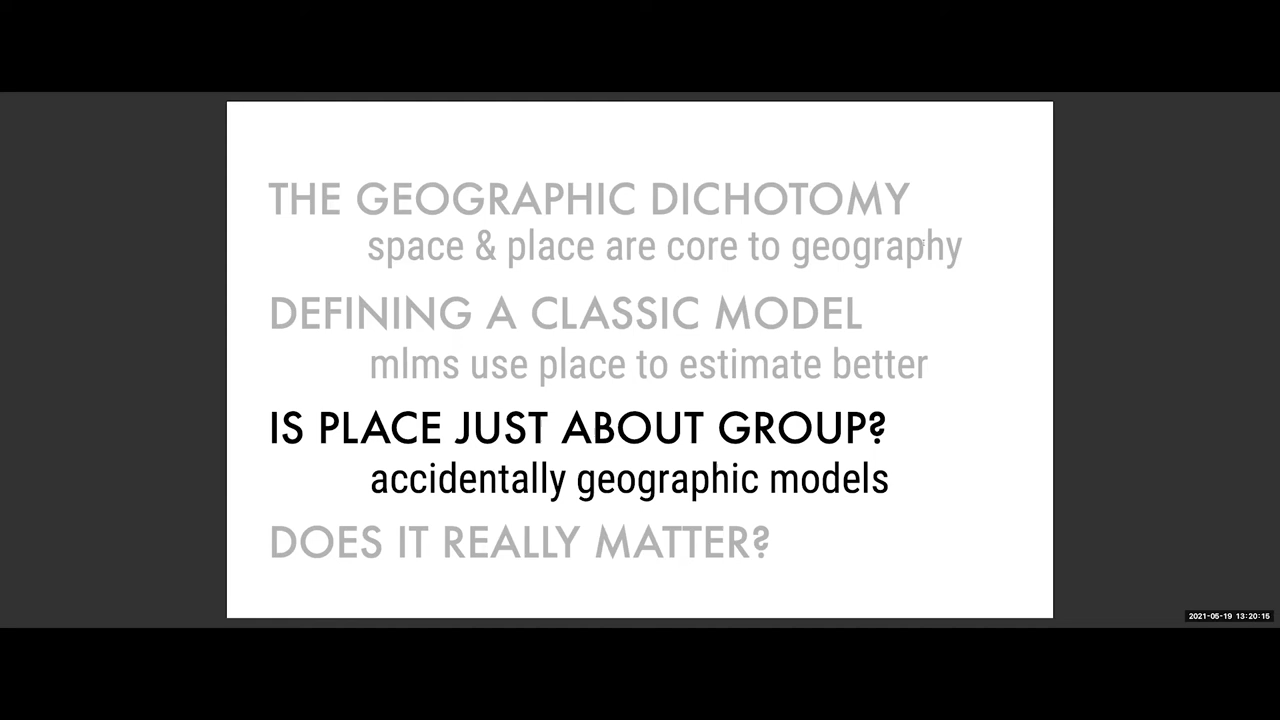 THE GEOGRAPHIC DICHOTOMY
space & place are core to geography
DEFINING A CLASSIC MODEL
mlms use place to estimate better
IS PLACE JUST ABOUT GROUP?
accidentally geographic models
DOES IT REALLY MATTER?
2021-05-19 13:20:15